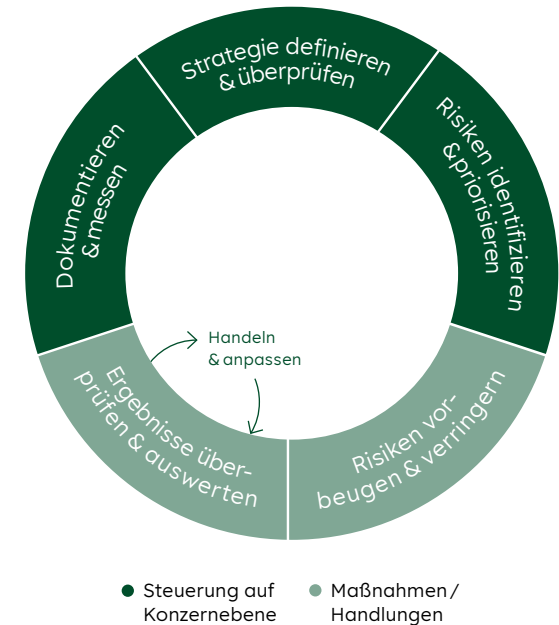 Strategie definieren
& überprüfen
Risiken identifizieren
& priorisieren
Risiken vor-
beugen & verringern
Ergebnisse über-
prüfen & auswerten
Dokumentieren
& messen
Handeln
& anpassen
Steuerung auf
Konzernebene
Maßnahmen /
Handlungen